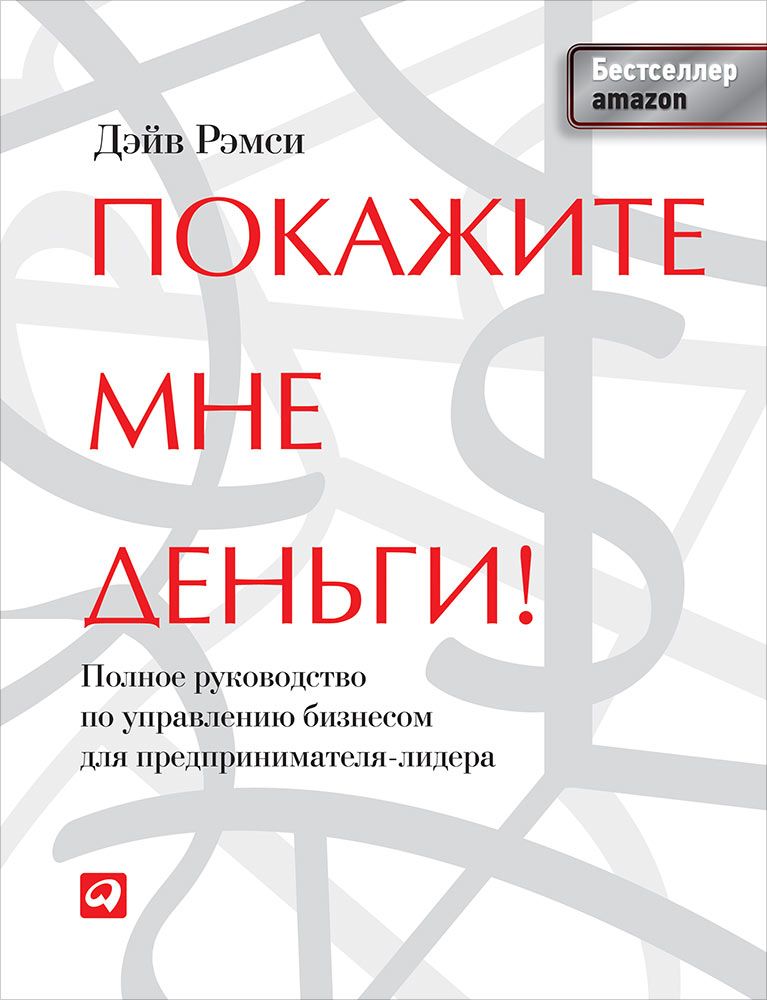 Бестселлер
amazon
Дэйв Рэмси
ПОКАЖИТЕ
МНЕ
ДЕНЬГИ!
Полное руководство
по управлению бизнесом
для предпринимателя-лидера